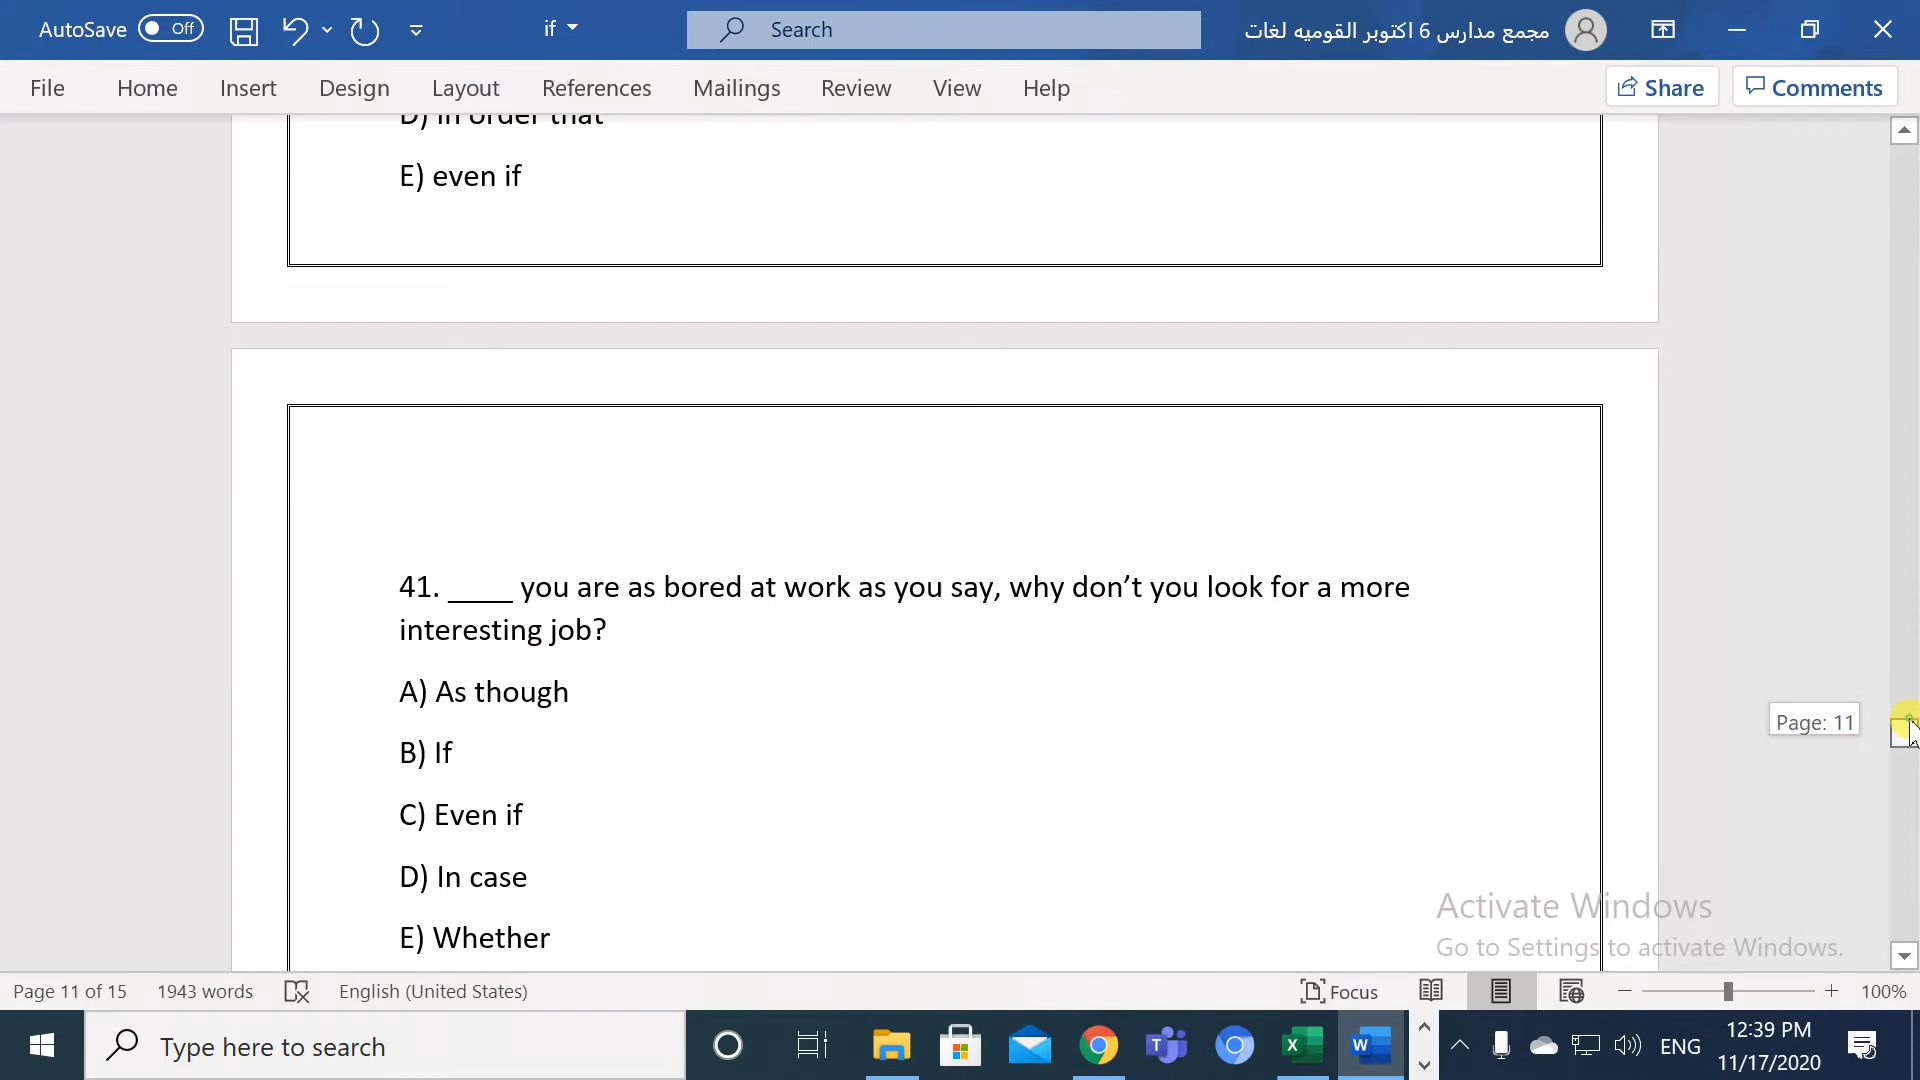 AutoSave Off if Search مجمع مدارس 6 اكتوبر القوميه لغات
File Home Insert Design Layout References Mailings Review View Help Share Comments
D) in order that
E) even if
41. ____ you are as bored at work as you say, why don’t you look for a more
interesting job?
A) As though
B) If
C) Even if
D) In case
E) Whether
Page: 11
Activate Windows
Go to Settings to activate Windows.
Page 11 of 15 1943 words English (United States) Focus 100%
Type here to search ENG 12:39 PM
11/17/2020